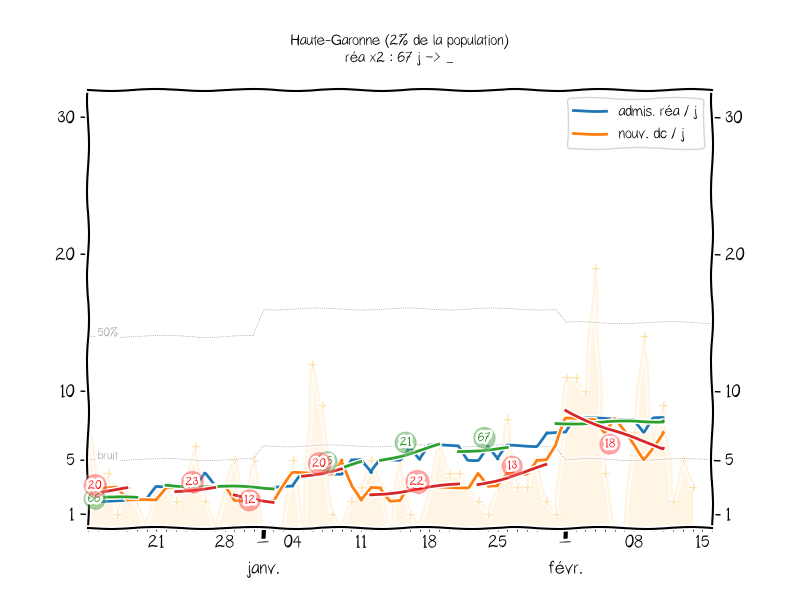 Haute-Garonne (2% de la population)
réa x2 : 67 j -> _
30 30
admis. réa / j
nouv. dc / j
20 20
50%
10 10
5 5
bruit
1 1
20
23
12
20
21
22
67
13
18
21 28 04 11 18 25 08 15
janv. févr.